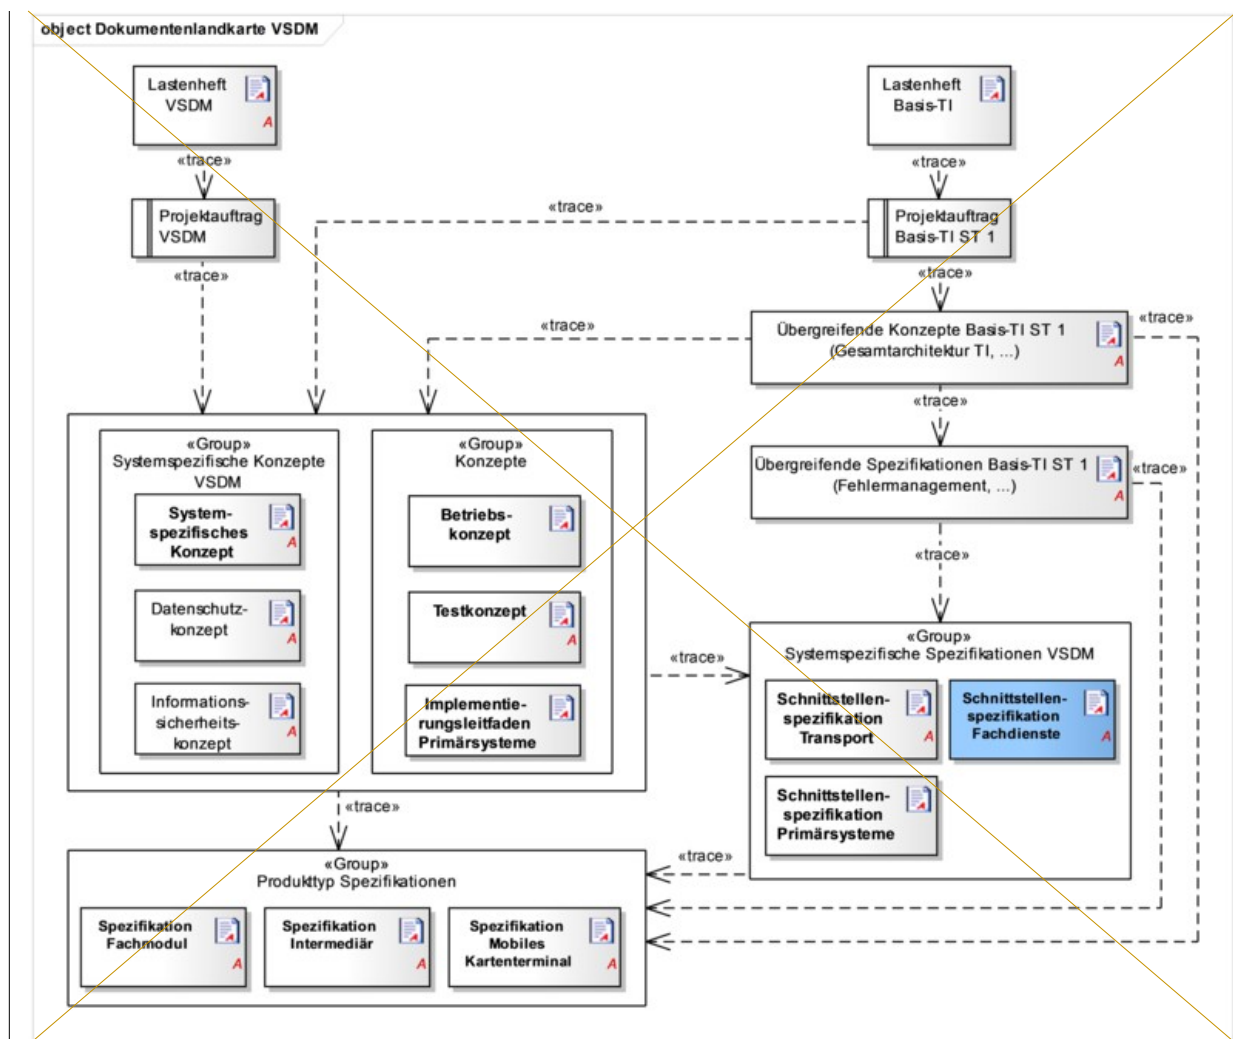 object Dokumentenlandkarte VSDM
Lastenheft
VSDM
A
Lastenheft
Basis-TI
«trace»
«trace»
Projektauftrag
VSDM
«trace»
Projektauftrag
Basis-TI ST 1
«trace»
«trace»
«trace»
Übergreifende Konzepte Basis-TI ST 1
(Gesamtarchitektur TI, ...)
A
«trace»
«trace»
«trace»
Übergreifende Spezifikationen Basis-TI ST 1
(Fehlermanagement, ...)
A
«trace»
«trace»
«Group»
Systemspezifische Konzepte
VSDM
System-
spezifisches
Konzept
A
Datenschutz-
konzept
A
Informations-
sicherheits-
konzept
A
«Group»
Konzepte
Betriebs-
konzept
Testkonzept
A
Implementie-
rungsleitfaden
Primärsysteme
«trace»
«Group»
Systemspezifische Spezifikationen VSDM
Schnittstellen-
spezifikation
Transport
A
Schnittstellen-
spezifikation
Fachdienste
A
Schnittstellen-
spezifikation
Primärsysteme
«trace»
«trace»
«Group»
Produkttyp Spezifikationen
Spezifikation
Fachmodul
A
Spezifikation
Intermediär
A
Spezifikation
Mobiles
Kartenterminal
A